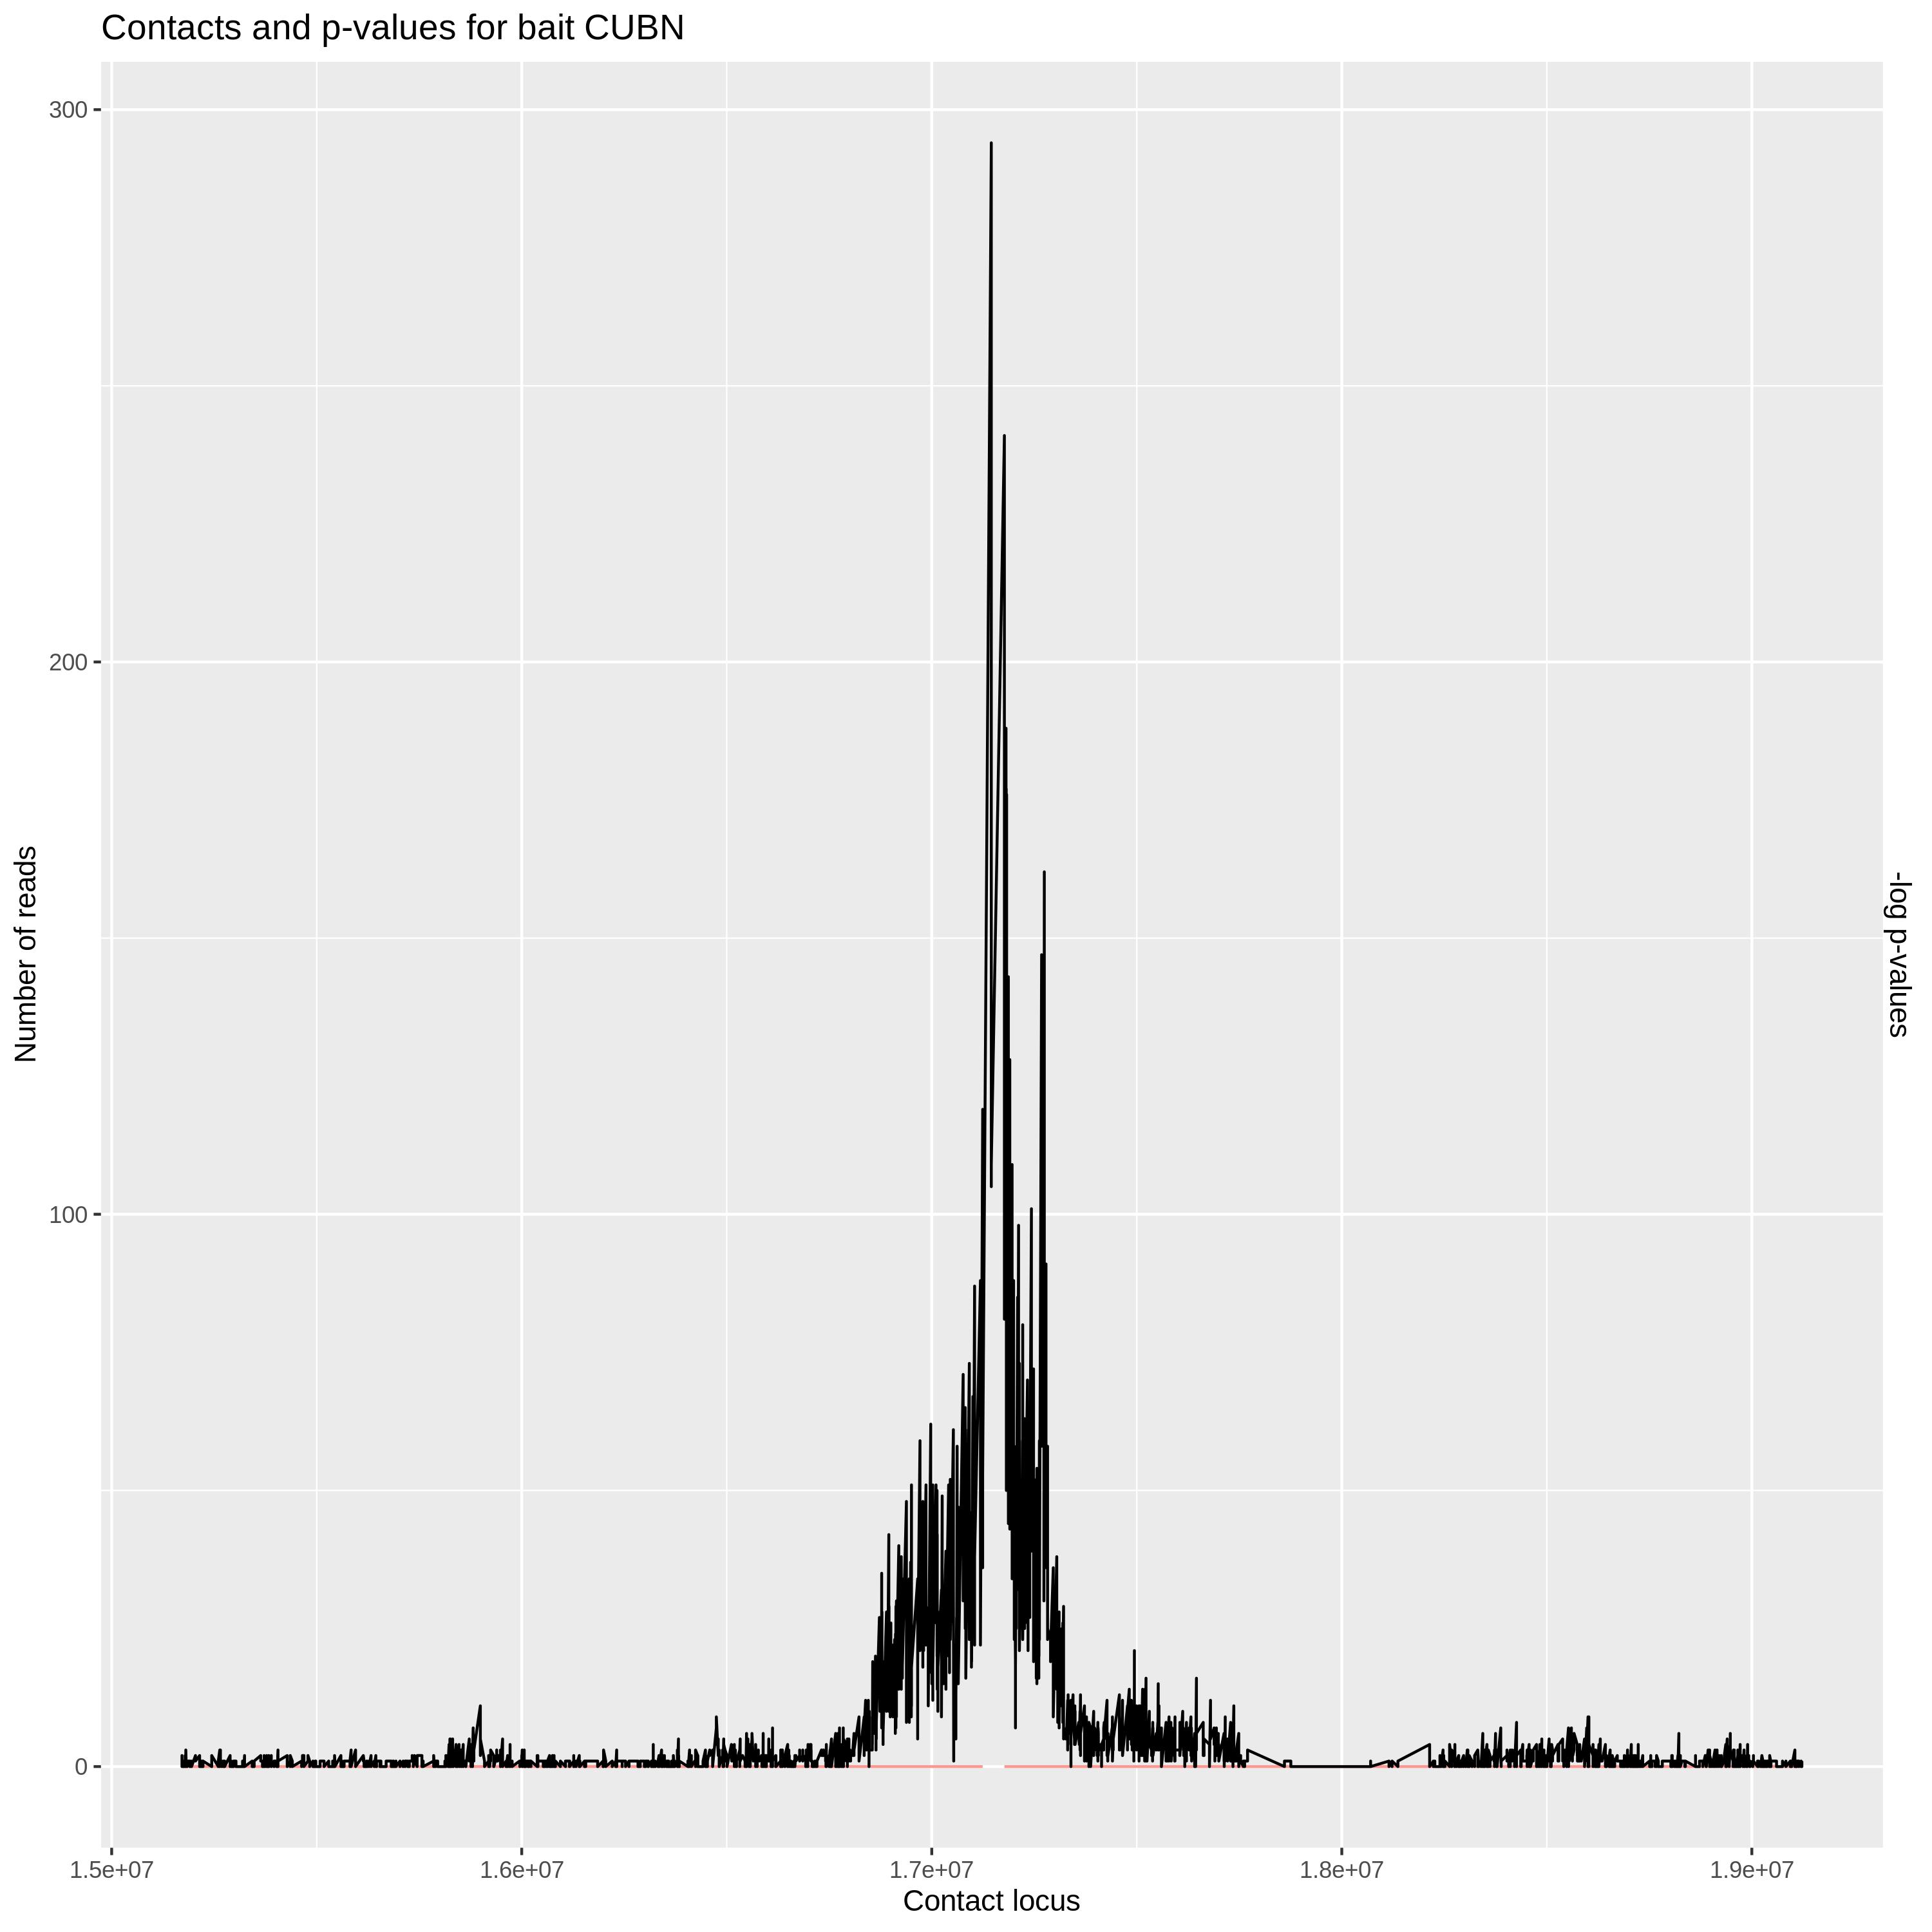 Contacts and p-values for bait CUBN
300
200
100
0
Number of reads
-log p-values
1.5e+07
1.6e+07
1.7e+07
1.8e+07
1.9e+07
Contact locus